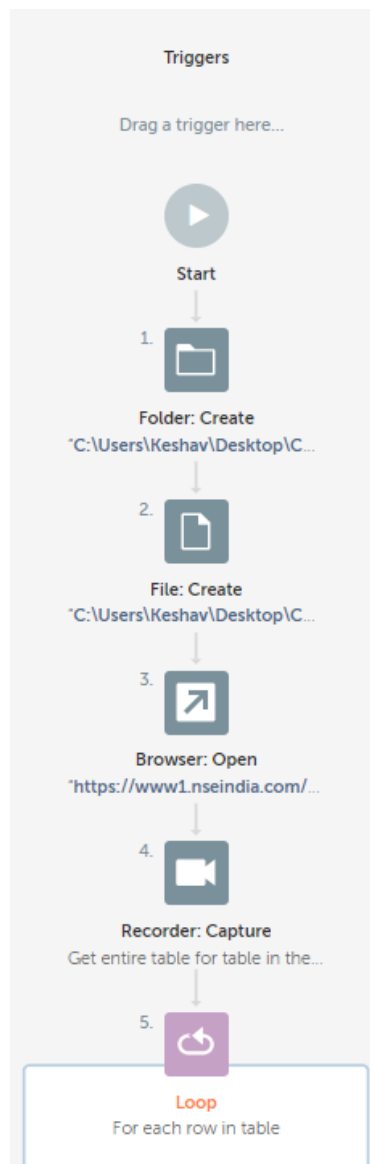 Triggers
Drag a trigger here...
Start
1.
Folder: Create
"C:\Users\Keshav\Desktop\C...
2.
File: Create
"C:\Users\Keshav\Desktop\C...
3.
Browser: Open
"https://www1.nseindia.com/...
4.
Recorder: Capture
Get entire table for table in the...
5.
Loop
For each row in table